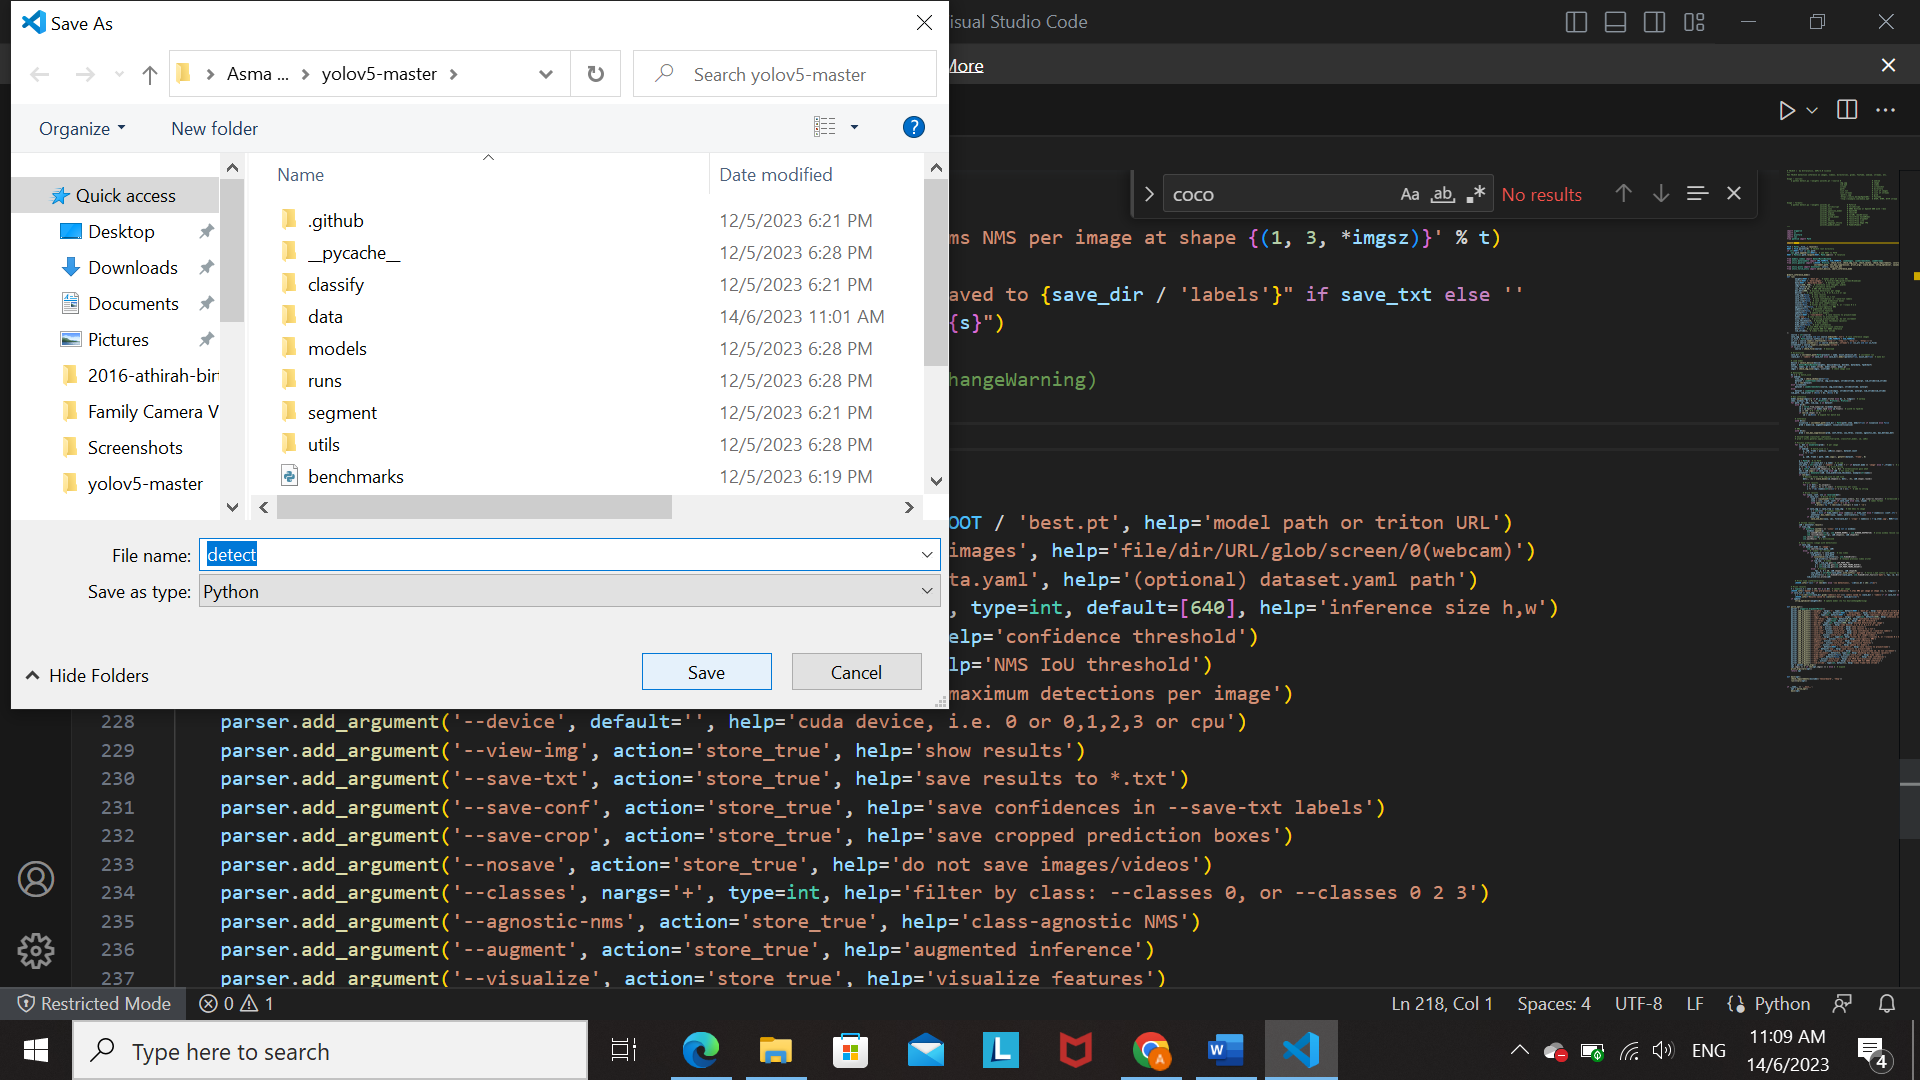 Save As
isual Studio Code
Asma ... yolov5-master
Search yolov5-master
More
Organize
New folder
Name
Date modified
Quick access
Desktop
Downloads
Documents
Pictures
2016-athirah-bir
Family Camera V
Screenshots
yolov5-master
.github 12/5/2023 6:21 PM
__pycache__ 12/5/2023 6:28 PM
classify 12/5/2023 6:21 PM
data 14/6/2023 11:01 AM
models 12/5/2023 6:28 PM
runs 12/5/2023 6:28 PM
segment 12/5/2023 6:21 PM
utils 12/5/2023 6:28 PM
benchmarks 12/5/2023 6:19 PM
File name: detect
Save as type: Python
Hide Folders
Save
Cancel
coco
Aa ab .*
No results
ms NMS per image at shape {(1, 3, *imgsz)}' % t)
aved to {save_dir / 'labels'}" if save_txt else ''
{s}")
hangeWarning)
OOT / 'best.pt', help='model path or triton URL')
images', help='file/dir/URL/glob/screen/0(webcam)')
ta.yaml', help='(optional) dataset.yaml path')
, type=int, default=[640], help='inference size h,w')
elp='confidence threshold')
lp='NMS IoU threshold')
maximum detections per image')
228 parser.add_argument('--device', default='', help='cuda device, i.e. 0 or 0,1,2,3 or cpu')
229 parser.add_argument('--view-img', action='store_true', help='show results')
230 parser.add_argument('--save-txt', action='store_true', help='save results to *.txt')
231 parser.add_argument('--save-conf', action='store_true', help='save confidences in --save-txt labels')
232 parser.add_argument('--save-crop', action='store_true', help='save cropped prediction boxes')
233 parser.add_argument('--nosave', action='store_true', help='do not save images/videos')
234 parser.add_argument('--classes', nargs='+', type=int, help='filter by class: --classes 0, or --classes 0 2 3')
235 parser.add_argument('--agnostic-nms', action='store_true', help='class-agnostic NMS')
236 parser.add_argument('--augment', action='store_true', help='augmented inference')
237 parser.add_argument('--visualize', action='store_true', help='visualize features')
Restricted Mode 0 1
Ln 218, Col 1 Spaces: 4 UTF-8 LF Python
Type here to search
ENG
11:09 AM
14/6/2023
4